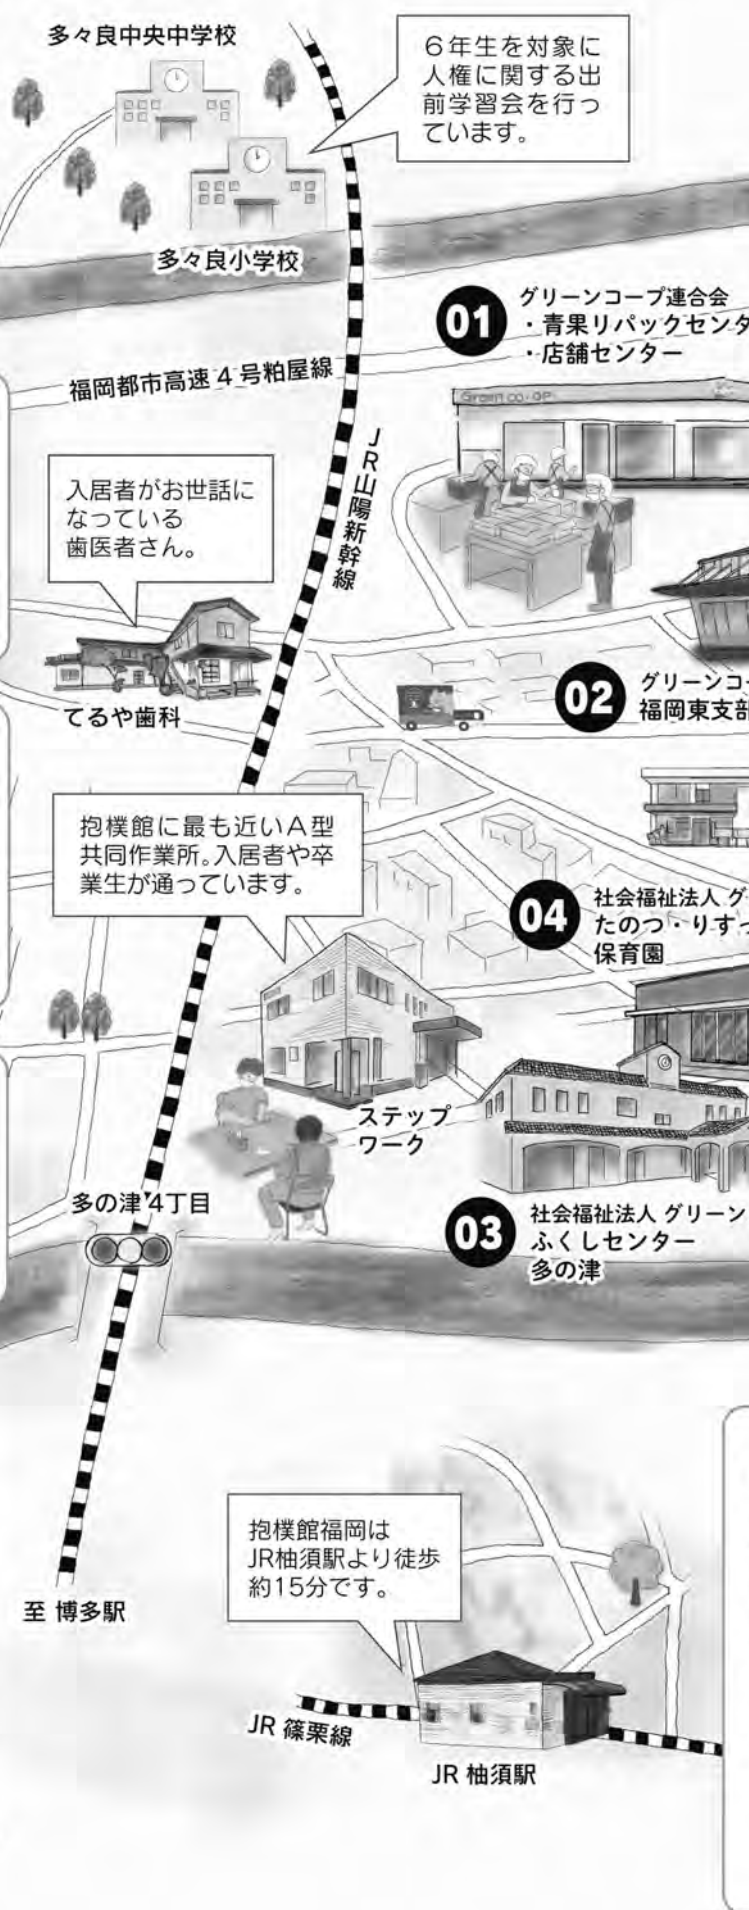 多々良中央中学校
6年生を対象に
人権に関する出
前学習会を行っ
ています。
多々良小学校
01
グリーンコープ連合会
・青果リパックセンタ
・店舗センター
福岡都市高速4号粕屋線
Green CO-OP
JR山陽新幹線
入居者がお世話に
なっている
歯医者さん。
てるや歯科
02
グリーンコー
福岡東支部
抱樸館に最も近いA型
共同作業所。入居者や卒
業生が通っています。
04
社会福祉法人 グ
たのつ・りすっ
保育園
ステップ
ワーク
多の津4丁目
03
社会福祉法人 グリーン
ふくしセンター
多の津
抱樸館福岡は
JR柚須駅より徒歩
約15分です。
至 博多駅
JR 篠栗線
JR 柚須駅